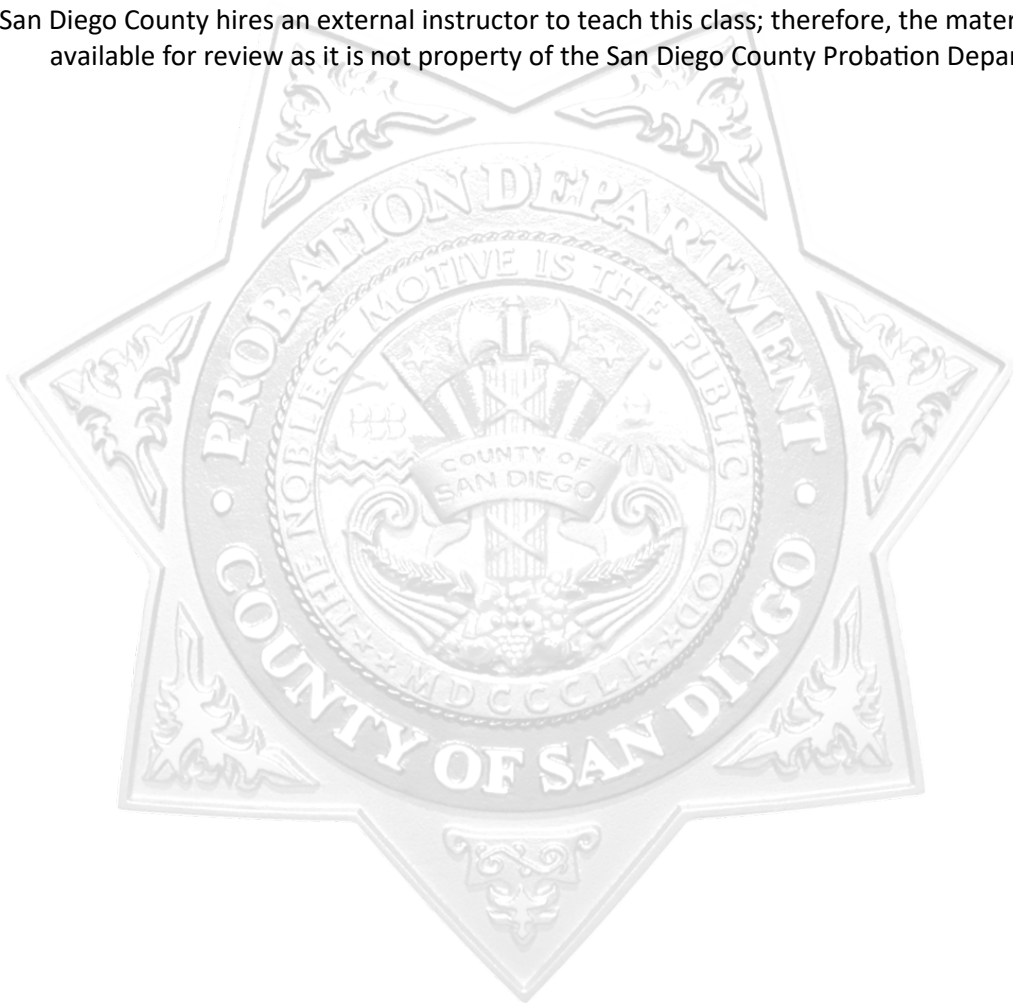 San Diego County hires an external instructor to teach this class; therefore, the mater
available for review as it is not property of the San Diego County Probation Depar
PROBATION DEPARTMENT
THE NOBLEST MOTIVE IS THE PUBLIC GOOD
COUNTY OF
SAN DIEGO
MDCCCLI
COUNTY OF SAN DIEGO